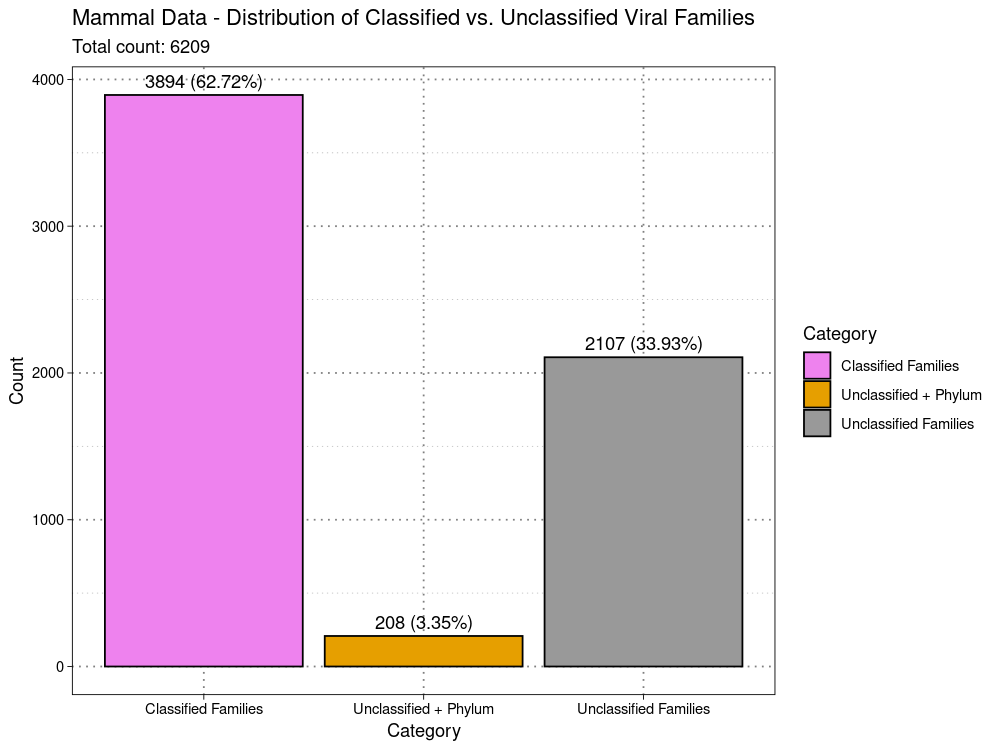 Mammal Data - Distribution of Classified vs. Unclassified Viral Families
Total count: 6209
4000
3000
2000
1000
0
Count
3894 (62.72%)
208 (3.35%)
2107 (33.93%)
Classified Families
Unclassified + Phylum
Unclassified Families
Category
Category
Classified Families
Unclassified + Phylum
Unclassified Families